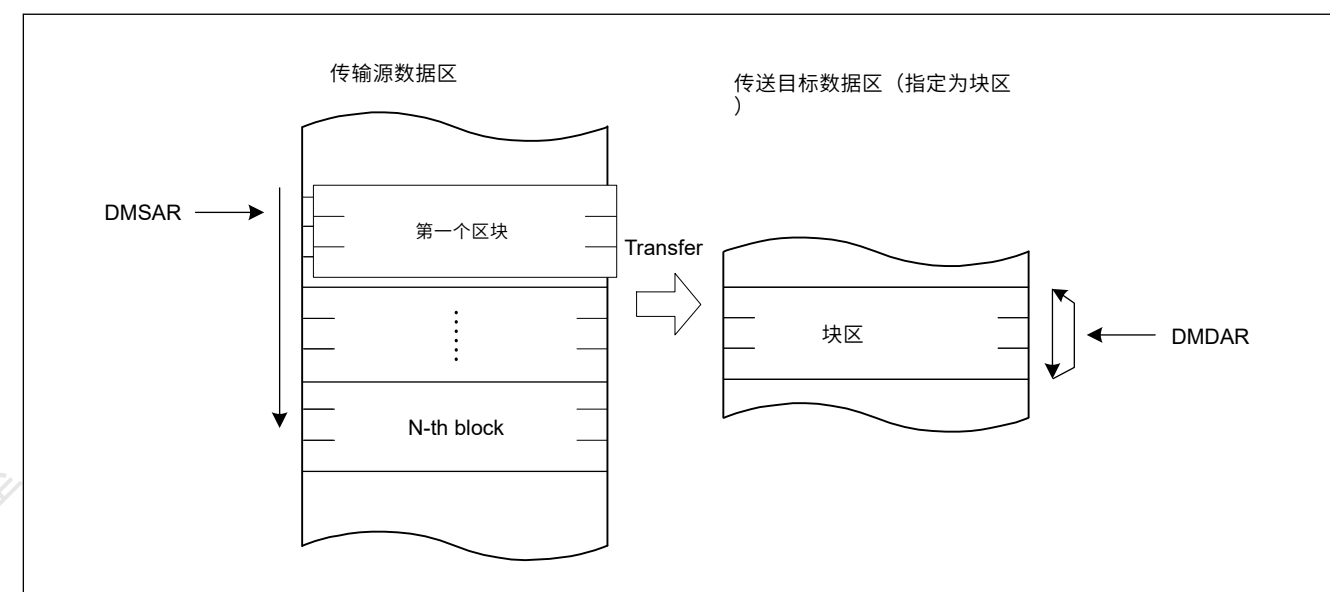 传输源数据区
传送目标数据区（指定为块区
）
DMSAR
第一个区块
Transfer
块区
DMDAR
N-th block